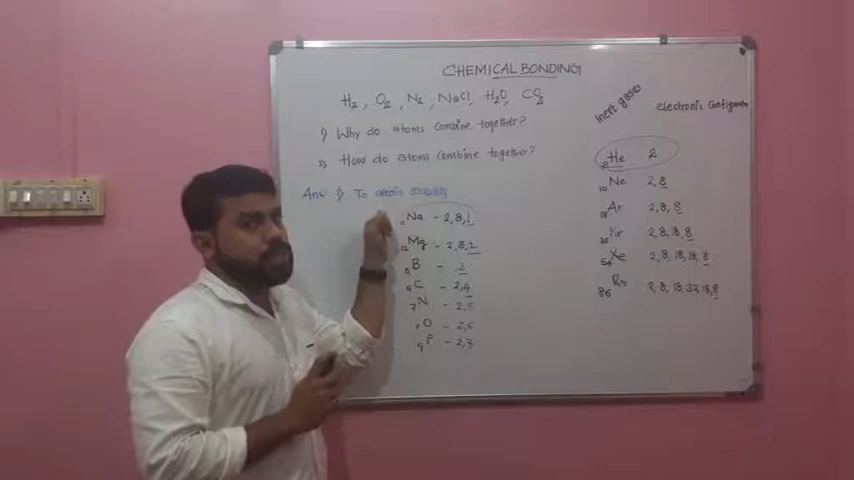 CHEMICAL BONDING
H2, O2, N2, NaCl, H2O, CO2
1) Why do atoms combine together?
2) How do atoms combine together?
Ans: 1) To attain stability
11Na - 2,8,1
12Mg - 2,8,2
B - 3
6C - 2,4
7N - 2,5
O - 2,6
9F - 2,7
inert gases
electronic Configuration
2He 2
10Ne 2,8
18Ar 2,8,8
36Kr 2,8,18,8
54Xe 2,8,18,18,8
86Rn 2,8,18,32,18,8